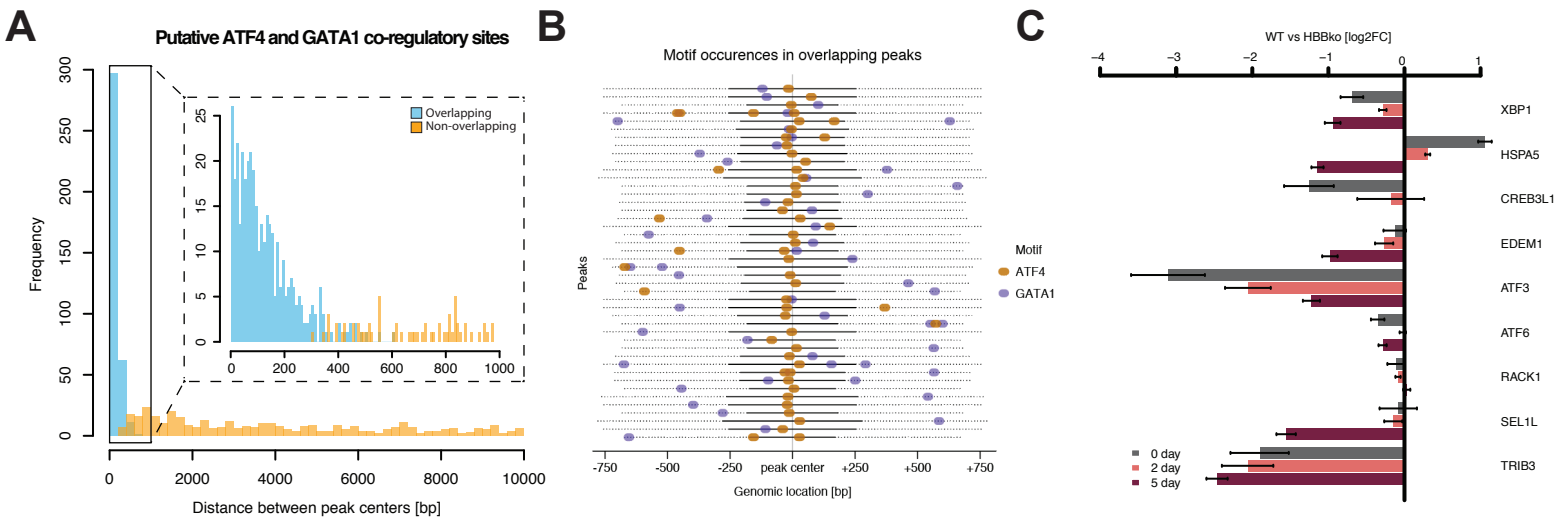 A
Putative ATF4 and GATA1 co-regulatory sites
Frequency
0
50
100
150
200
250
300
0
5
10
15
20
25
Overlapping
Non-overlapping
0 200 400 600 800 1000
0 2000 4000 6000 8000 10000
Distance between peak centers [bp]
B
Motif occurences in overlapping peaks
Peaks
Motif
ATF4
GATA1
-750 -500 -250 peak center +250 +500 +750
Genomic location [bp]
C
WT vs HBBko [log2FC]
−4 −3 −2 −1 0 1
XBP1
HSPA5
CREB3L1
EDEM1
ATF3
ATF6
RACK1
SEL1L
TRIB3
0 day
2 day
5 day